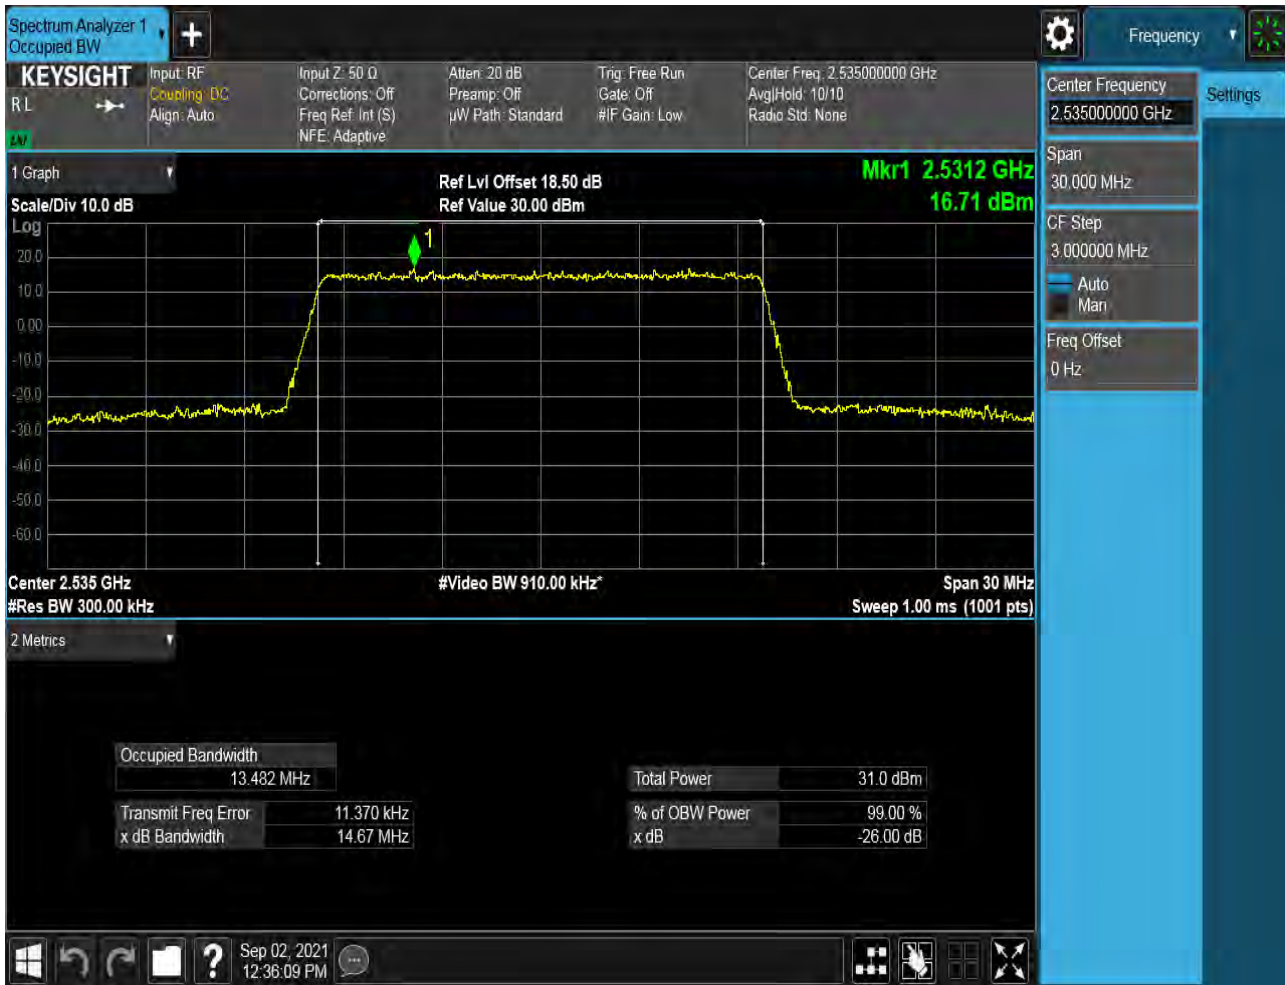 Spectrum Analyzer 1
Occupied BW
Frequency
KEYSIGHT
RL
LXI
Input: RF
Coupling: DC
Align: Auto
Input Z: 50 Ω
Corrections: Off
Freq Ref: Int (S)
NFE: Adaptive
Atten: 20 dB
Preamp: Off
µW Path: Standard
Trig: Free Run
Gate: Off
#IF Gain: Low
Center Freq: 2.535000000 GHz
Avg|Hold: 10/10
Radio Std: None
Center Frequency
2.535000000 GHz
Settings
Span
30.000 MHz
CF Step
3.000000 MHz
Auto
Man
Freq Offset
0 Hz
1 Graph
Scale/Div 10.0 dB
Ref Lvl Offset 18.50 dB
Ref Value 30.00 dBm
Mkr1 2.5312 GHz
16.71 dBm
Log
1
20.0
10.0
0.00
-10.0
-20.0
-30.0
-40.0
-50.0
-60.0
Center 2.535 GHz
#Video BW 910.00 kHz*
Span 30 MHz
#Res BW 300.00 kHz
Sweep 1.00 ms (1001 pts)
2 Metrics
Occupied Bandwidth
13.482 MHz
Total Power 31.0 dBm
Transmit Freq Error 11.370 kHz
% of OBW Power 99.00 %
x dB Bandwidth 14.67 MHz
x dB -26.00 dB
?
Sep 02, 2021
12:36:09 PM